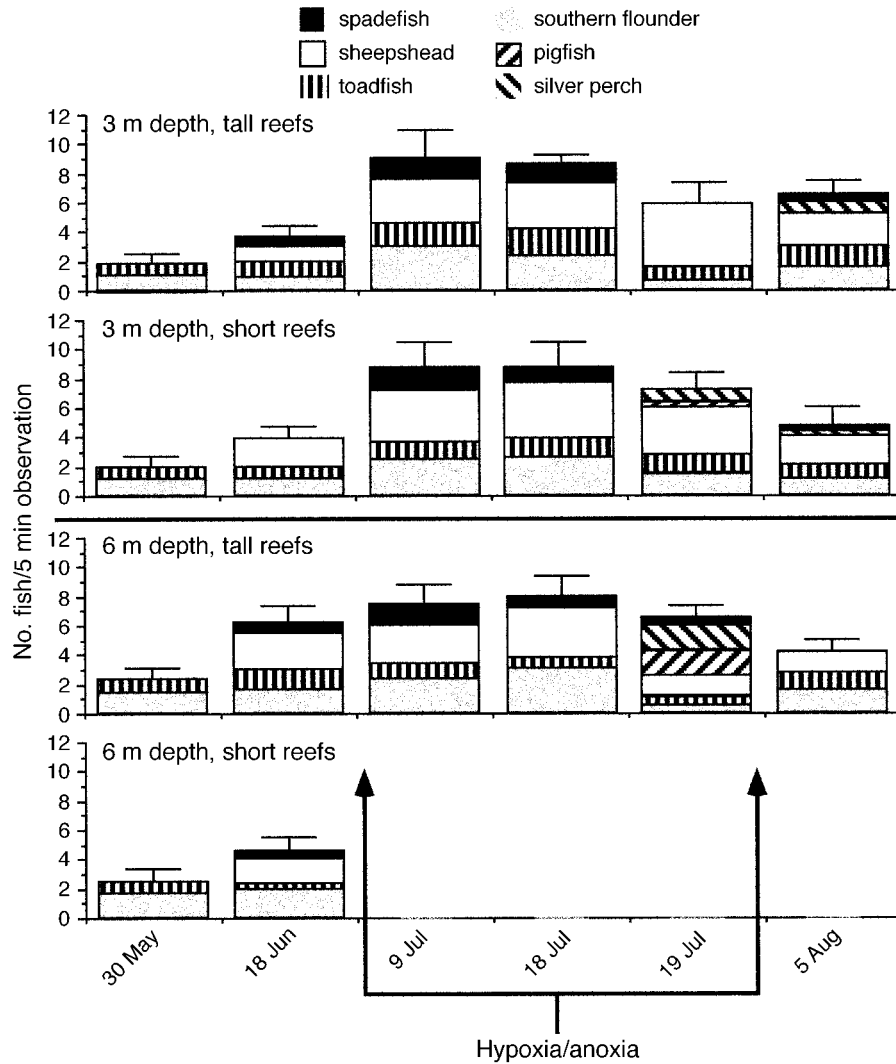 spadefish
southern flounder
sheepshead
pigfish
toadfish
silver perch
No. fish/5 min observation
3 m depth, tall reefs
12
10
8
6
4
2
0
3 m depth, short reefs
12
10
8
6
4
2
0
6 m depth, tall reefs
12
10
8
6
4
2
0
6 m depth, short reefs
12
10
8
6
4
2
0
30 May
18 Jun
9 Jul
18 Jul
19 Jul
5 Aug
Hypoxia/anoxia